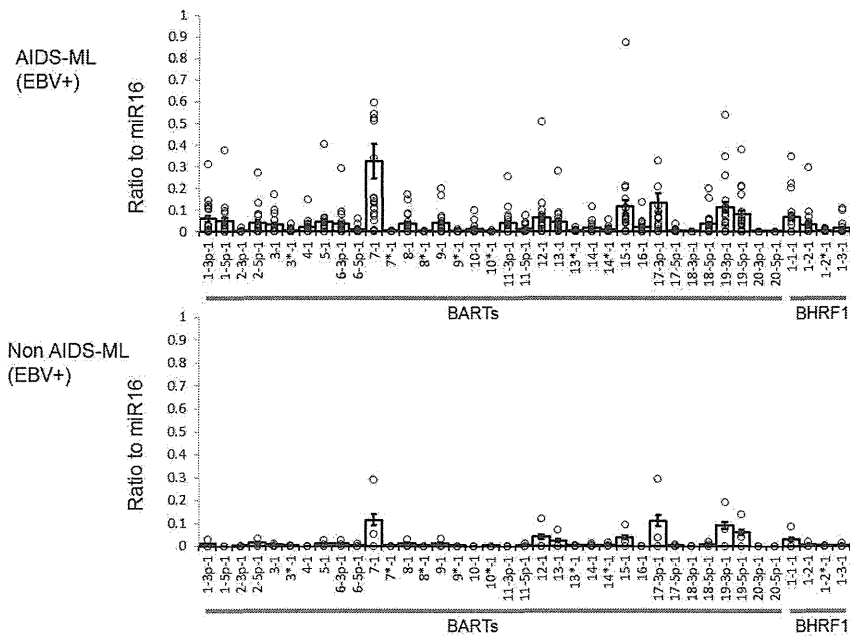 AIDS-ML
(EBV+)
Ratio to miR16
1
0.9
0.8
0.7
0.6
0.5
0.4
0.3
0.2
0.1
0
1-3p-1
1-5p-1
2-3p-1
2-5p-1
3-1
3*-1
4-1
5-1
6-3p-1
6-5p-1
7-1
7*-1
8-1
8*-1
9-1
9*-1
10-1
10*-1
11-3p-1
11-5p-1
12-1
13-1
13*-1
14-1
14*-1
15-1
16-1
17-3p-1
17-5p-1
18-3p-1
18-5p-1
19-3p-1
19-5p-1
20-3p-1
20-5p-1
1-1-1
1-2-1
1-2*-1
1-3-1
BARTs
BHRF1
Non AIDS-ML
(EBV+)
Ratio to miR16
1
0.9
0.8
0.7
0.6
0.5
0.4
0.3
0.2
0.1
0
1-3p-1
1-5p-1
2-3p-1
2-5p-1
3-1
3*-1
4-1
5-1
6-3p-1
6-5p-1
7-1
7*-1
8-1
8*-1
9-1
9*-1
10-1
10*-1
11-3p-1
11-5p-1
12-1
13-1
13*-1
14-1
14*-1
15-1
16-1
17-3p-1
17-5p-1
18-3p-1
18-5p-1
19-3p-1
19-5p-1
20-3p-1
20-5p-1
1-1-1
1-2-1
1-2*-1
1-3-1
BARTs
BHRF1